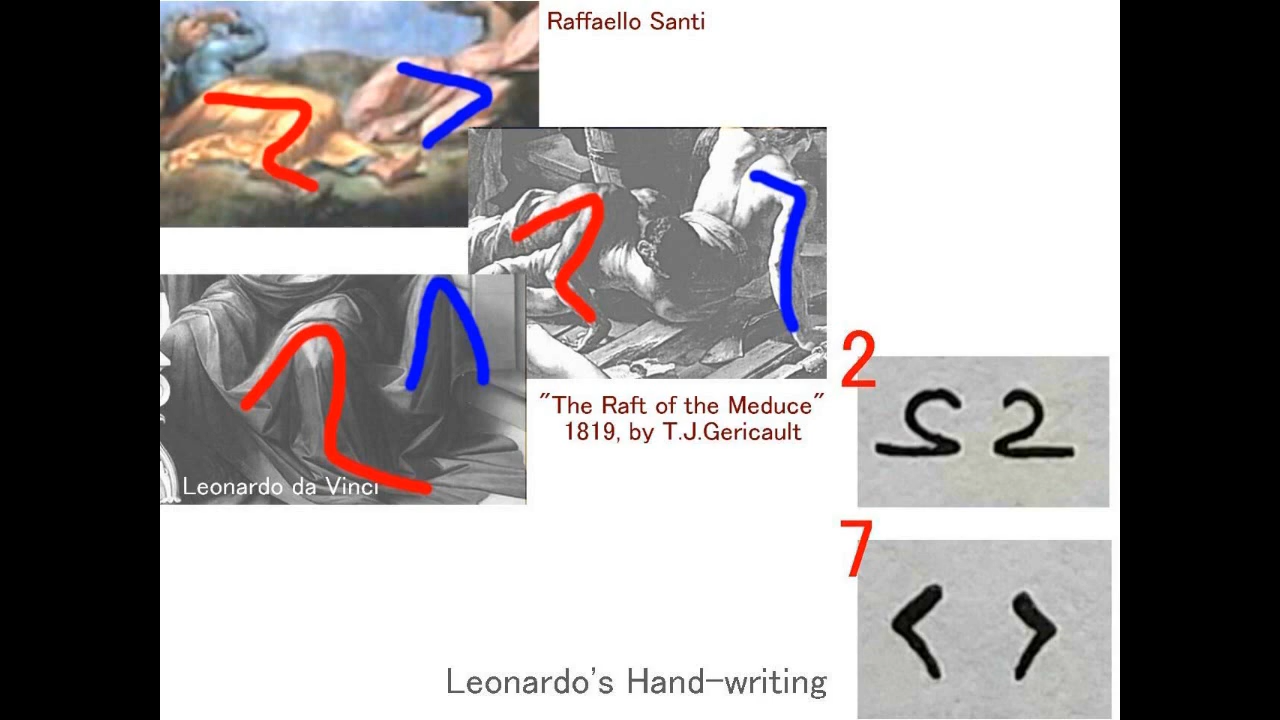 Raffaello Santi
"The Raft of the Meduce"
1819, by T.J.Gericault
Leonardo da Vinci
2
7
Leonardo's Hand-writing